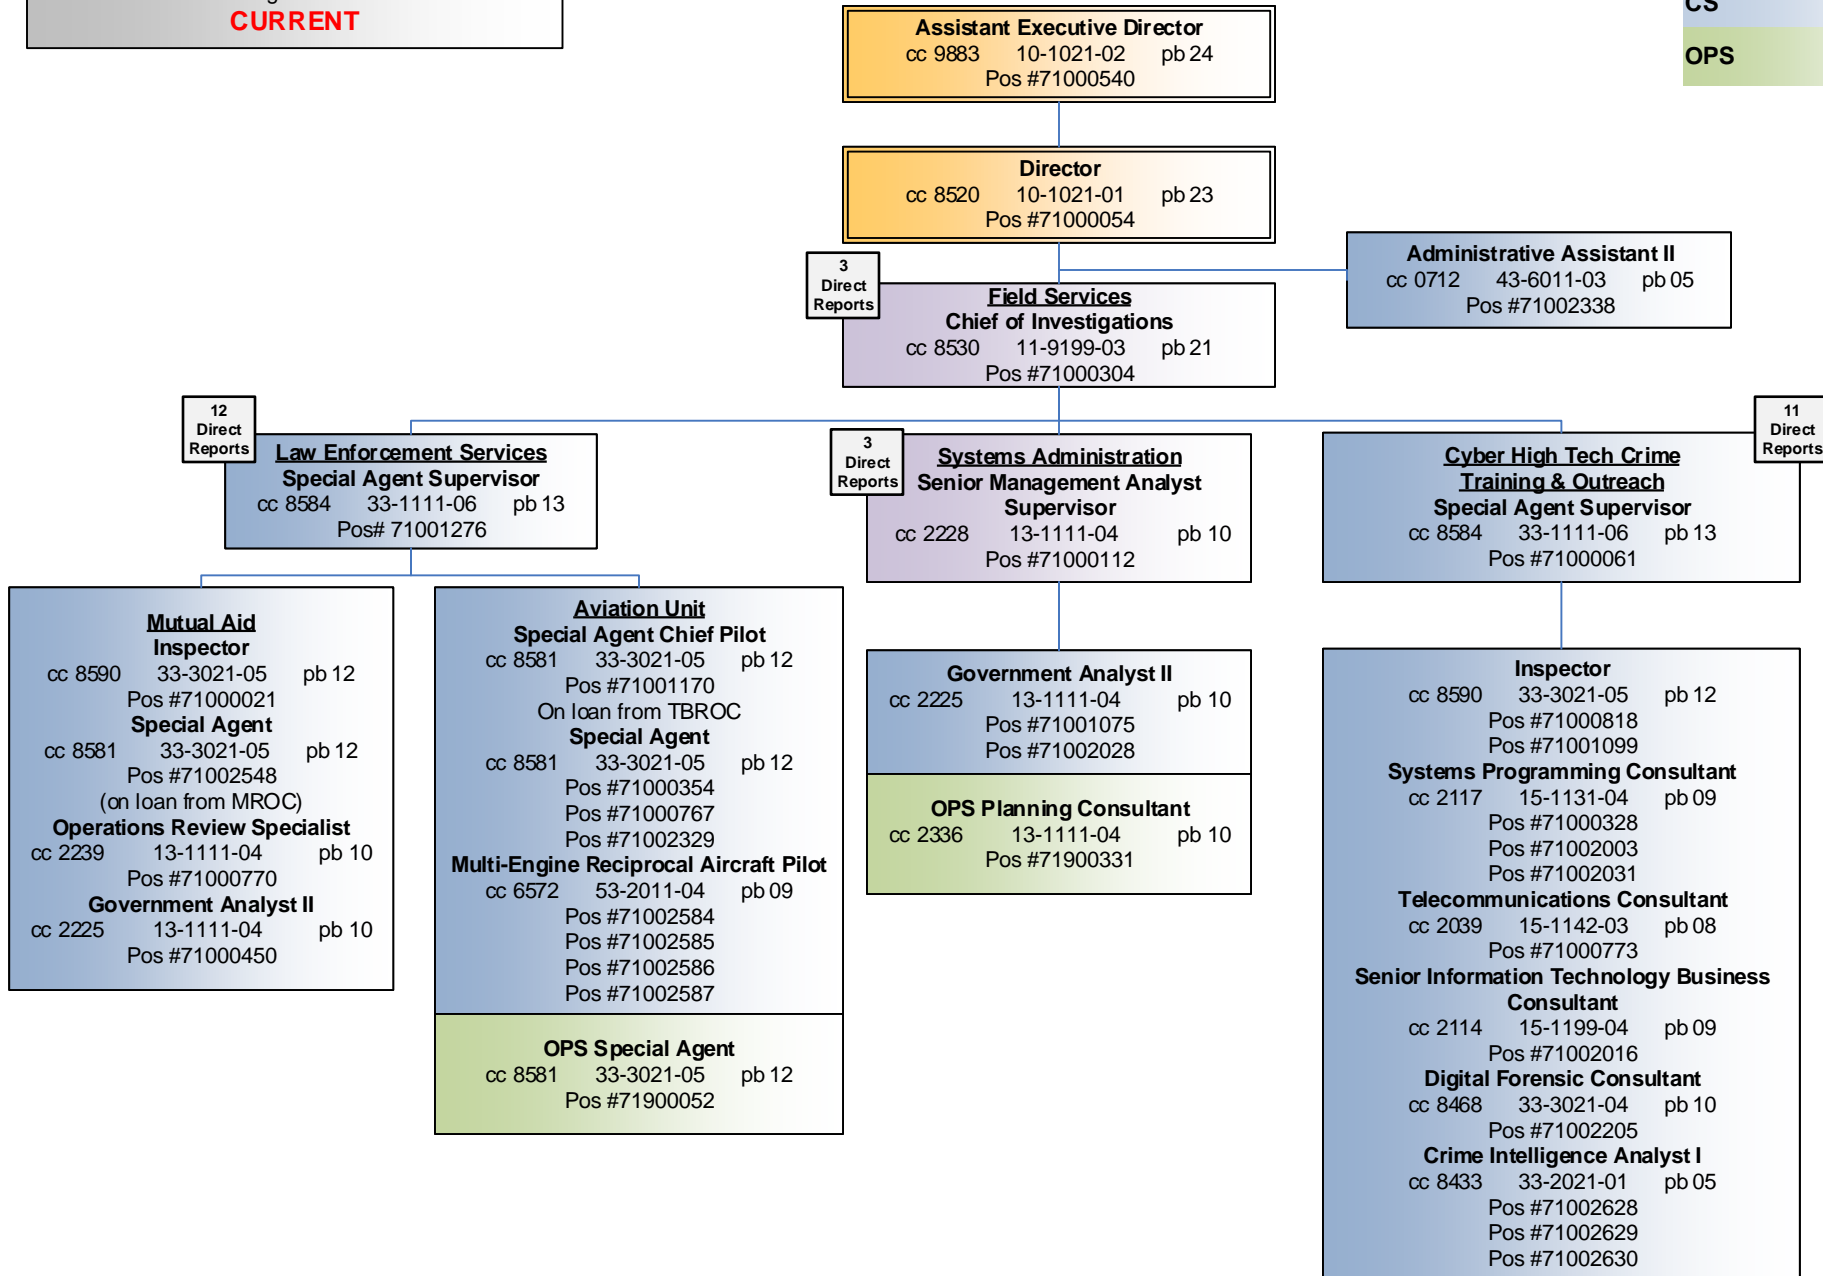 CURRENT
CS
OPS
Assistant Executive Director
cc 9883 10-1021-02 pb 24
Pos #71000540
Director
cc 8520 10-1021-01 pb 23
Pos #71000054
Administrative Assistant II
cc 0712 43-6011-03 pb 05
Pos #71002338
3
Direct
Reports
Field Services
Chief of Investigations
cc 8530 11-9199-03 pb 21
Pos #71000304
12
Direct
Reports
Law Enforcement Services
Special Agent Supervisor
cc 8584 33-1111-06 pb 13
Pos# 71001276
3
Direct
Reports
Systems Administration
Senior Management Analyst
Supervisor
cc 2228 13-1111-04 pb 10
Pos #71000112
11
Direct
Reports
Cyber High Tech Crime
Training & Outreach
Special Agent Supervisor
cc 8584 33-1111-06 pb 13
Pos #71000061
Mutual Aid
Inspector
cc 8590 33-3021-05 pb 12
Pos #71000021
Special Agent
cc 8581 33-3021-05 pb 12
Pos #71002548
(on loan from MROC)
Operations Review Specialist
cc 2239 13-1111-04 pb 10
Pos #71000770
Government Analyst II
cc 2225 13-1111-04 pb 10
Pos #71000450
Aviation Unit
Special Agent Chief Pilot
cc 8581 33-3021-05 pb 12
Pos #71001170
On loan from TBROC
Special Agent
cc 8581 33-3021-05 pb 12
Pos #71000354
Pos #71000767
Pos #71002329
Multi-Engine Reciprocal Aircraft Pilot
cc 6572 53-2011-04 pb 09
Pos #71002584
Pos #71002585
Pos #71002586
Pos #71002587
OPS Special Agent
cc 8581 33-3021-05 pb 12
Pos #71900052
Government Analyst II
cc 2225 13-1111-04 pb 10
Pos #71001075
Pos #71002028
OPS Planning Consultant
cc 2336 13-1111-04 pb 10
Pos #71900331
Inspector
cc 8590 33-3021-05 pb 12
Pos #71000818
Pos #71001099
Systems Programming Consultant
cc 2117 15-1131-04 pb 09
Pos #71000328
Pos #71002003
Pos #71002031
Telecommunications Consultant
cc 2039 15-1142-03 pb 08
Pos #71000773
Senior Information Technology Business
Consultant
cc 2114 15-1199-04 pb 09
Pos #71002016
Digital Forensic Consultant
cc 8468 33-3021-04 pb 10
Pos #71002205
Crime Intelligence Analyst I
cc 8433 33-2021-01 pb 05
Pos #71002628
Pos #71002629
Pos #71002630